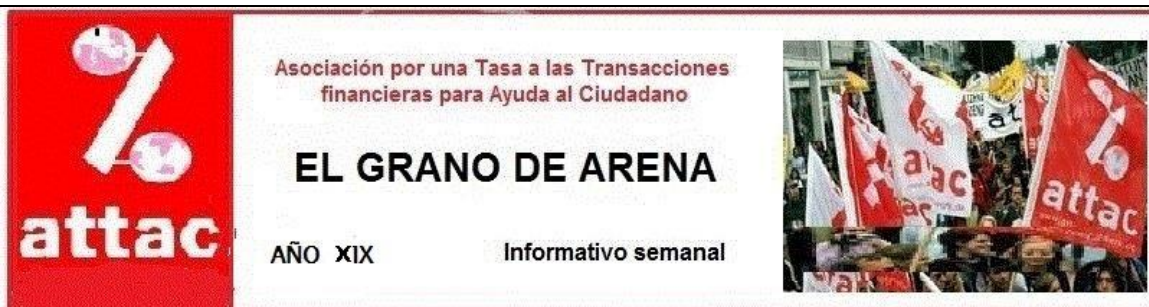 attac
Asociación por una Tasa a las Transacciones
financieras para Ayuda al Ciudadano
EL GRANO DE ARENA
AÑO XIX
Informativo semanal
attac
attac